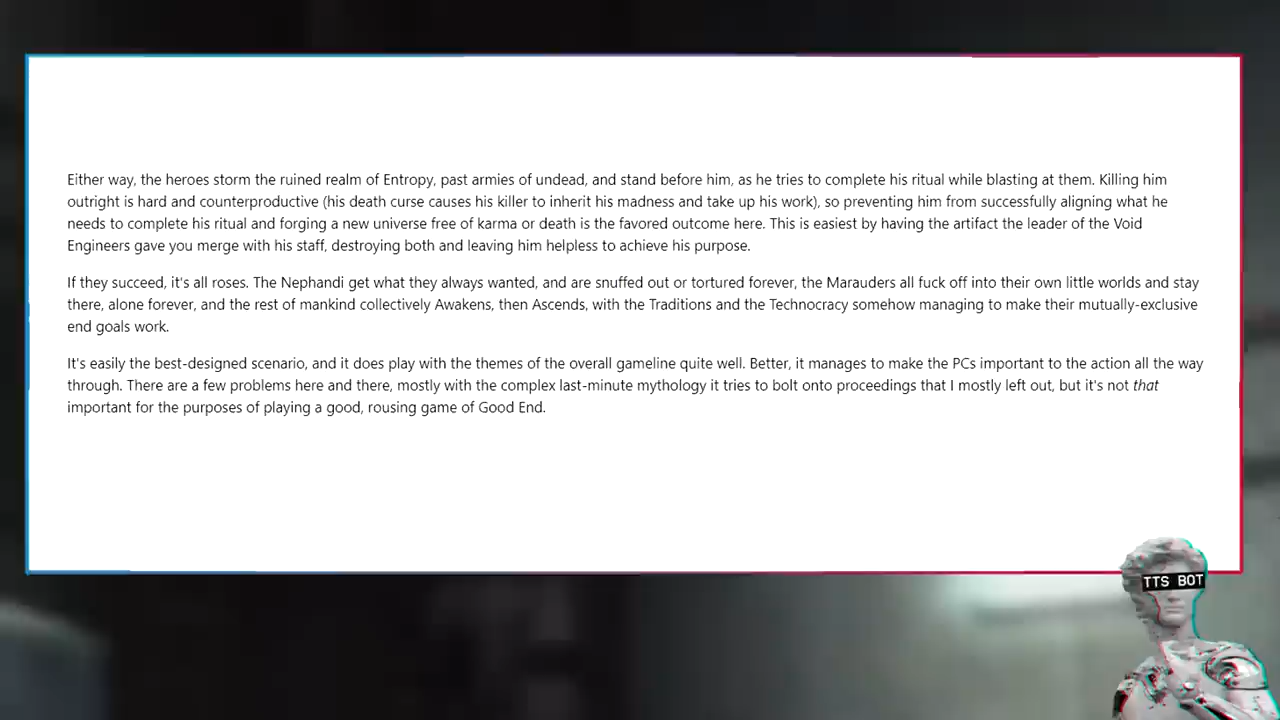 Either way, the heroes storm the ruined realm of Entropy, past armies of undead, and stand before him, as he tries to complete his ritual while blasting at them. Killing him
outright is hard and counterproductive (his death curse causes his killer to inherit his madness and take up his work), so preventing him from successfully aligning what he
needs to complete his ritual and forging a new universe free of karma or death is the favored outcome here. This is easiest by having the artifact the leader of the Void
Engineers gave you merge with his staff, destroying both and leaving him helpless to achieve his purpose.
If they succeed, it's all roses. The Nephandi get what they always wanted, and are snuffed out or tortured forever, the Marauders all fuck off into their own little worlds and stay
there, alone forever, and the rest of mankind collectively Awakens, then Ascends, with the Traditions and the Technocracy somehow managing to make their mutually-exclusive
end goals work.
It's easily the best-designed scenario, and it does play with the themes of the overall gameline quite well. Better, it manages to make the PCs important to the action all the way
through. There are a few problems here and there, mostly with the complex last-minute mythology it tries to bolt onto proceedings that I mostly left out, but it's not that
important for the purposes of playing a good, rousing game of Good End.
TTS BOT